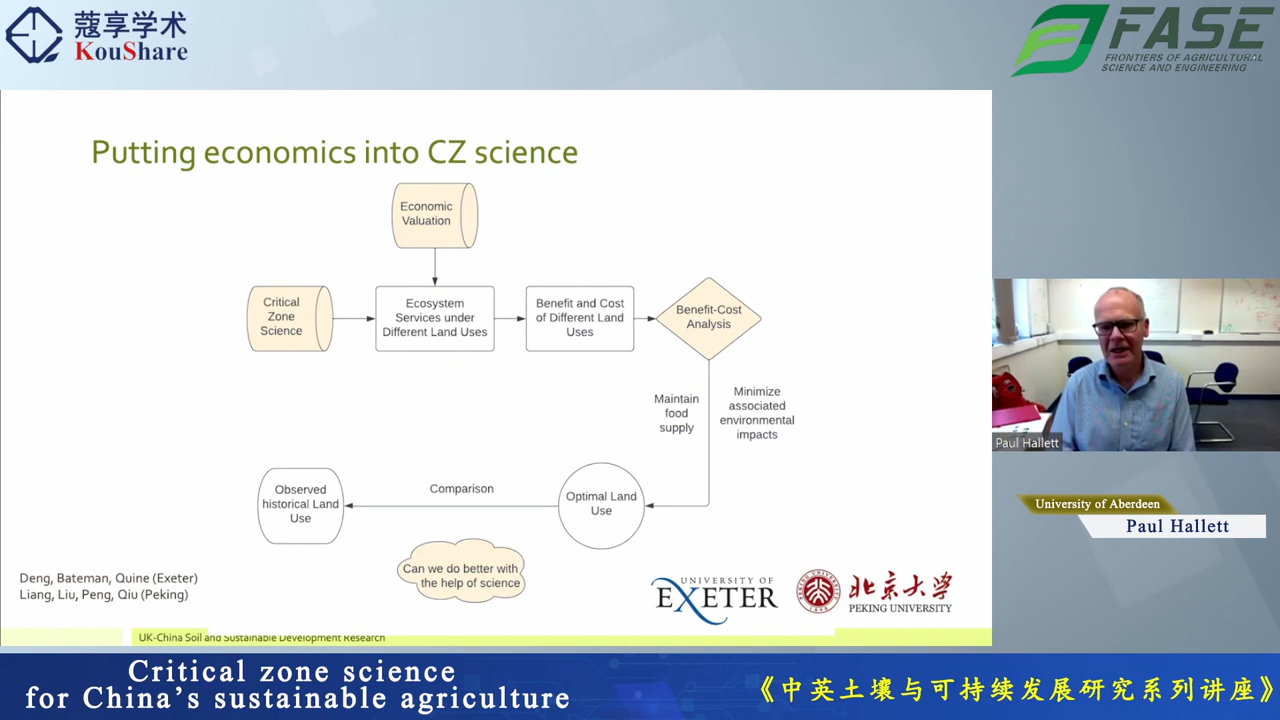 蔻享学术
KouShare
FASE
FRONTIERS OF AGRICULTURAL
SCIENCE AND ENGINEERING
Putting economics into CZ science
Economic
Valuation
Critical
Zone
Science
Ecosystem
Services under
Different Land Uses
Benefit and Cost
of Different Land
Uses
Benefit-Cost
Analysis
Maintain
food
supply
Minimize
associated
environmental
impacts
Observed
historical Land
Use
Comparison
Optimal Land
Use
Can we do better with
the help of science
Deng, Bateman, Quine (Exeter)
Liang, Liu, Peng, Qiu (Peking)
UNIVERSITY OF
EXETER
北京大学
PEKING UNIVERSITY
UK-China Soil and Sustainable Development Research
Paul Hallett
University of Aberdeen
Paul Hallett
Critical zone science
for China's sustainable agriculture
《中英土壤与可持续发展研究系列讲座》